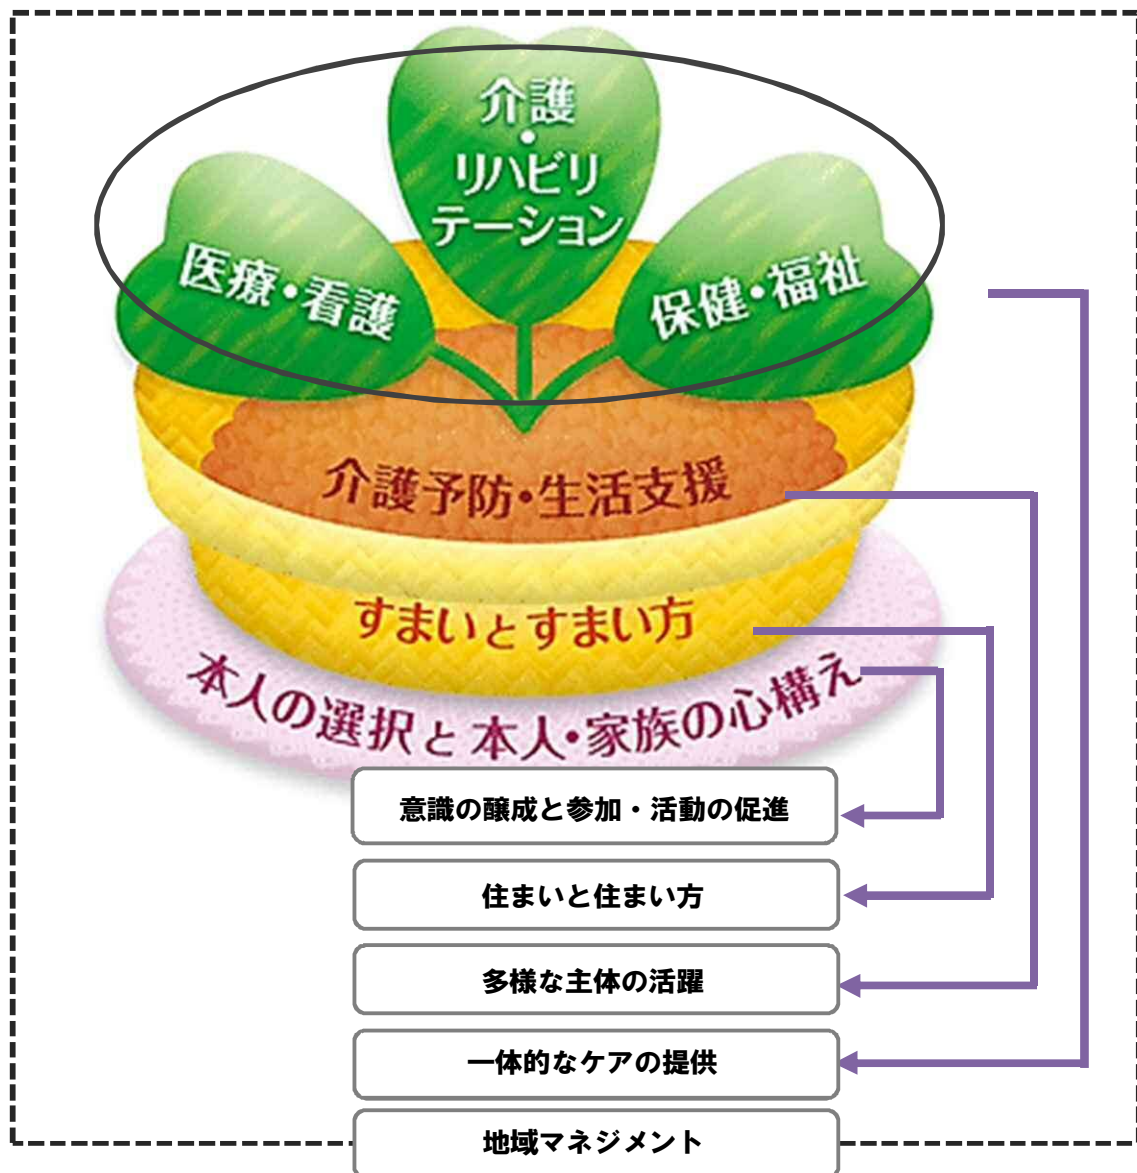 介護
・
リハビリ
テーション
医療・看護
保健・福祉
介護予防・生活支援
すまいとすまい方
本人の選択と本人・家族の心構え
意識の醸成と参加・活動の促進
住まいと住まい方
多様な主体の活躍
一体的なケアの提供
地域マネジメント